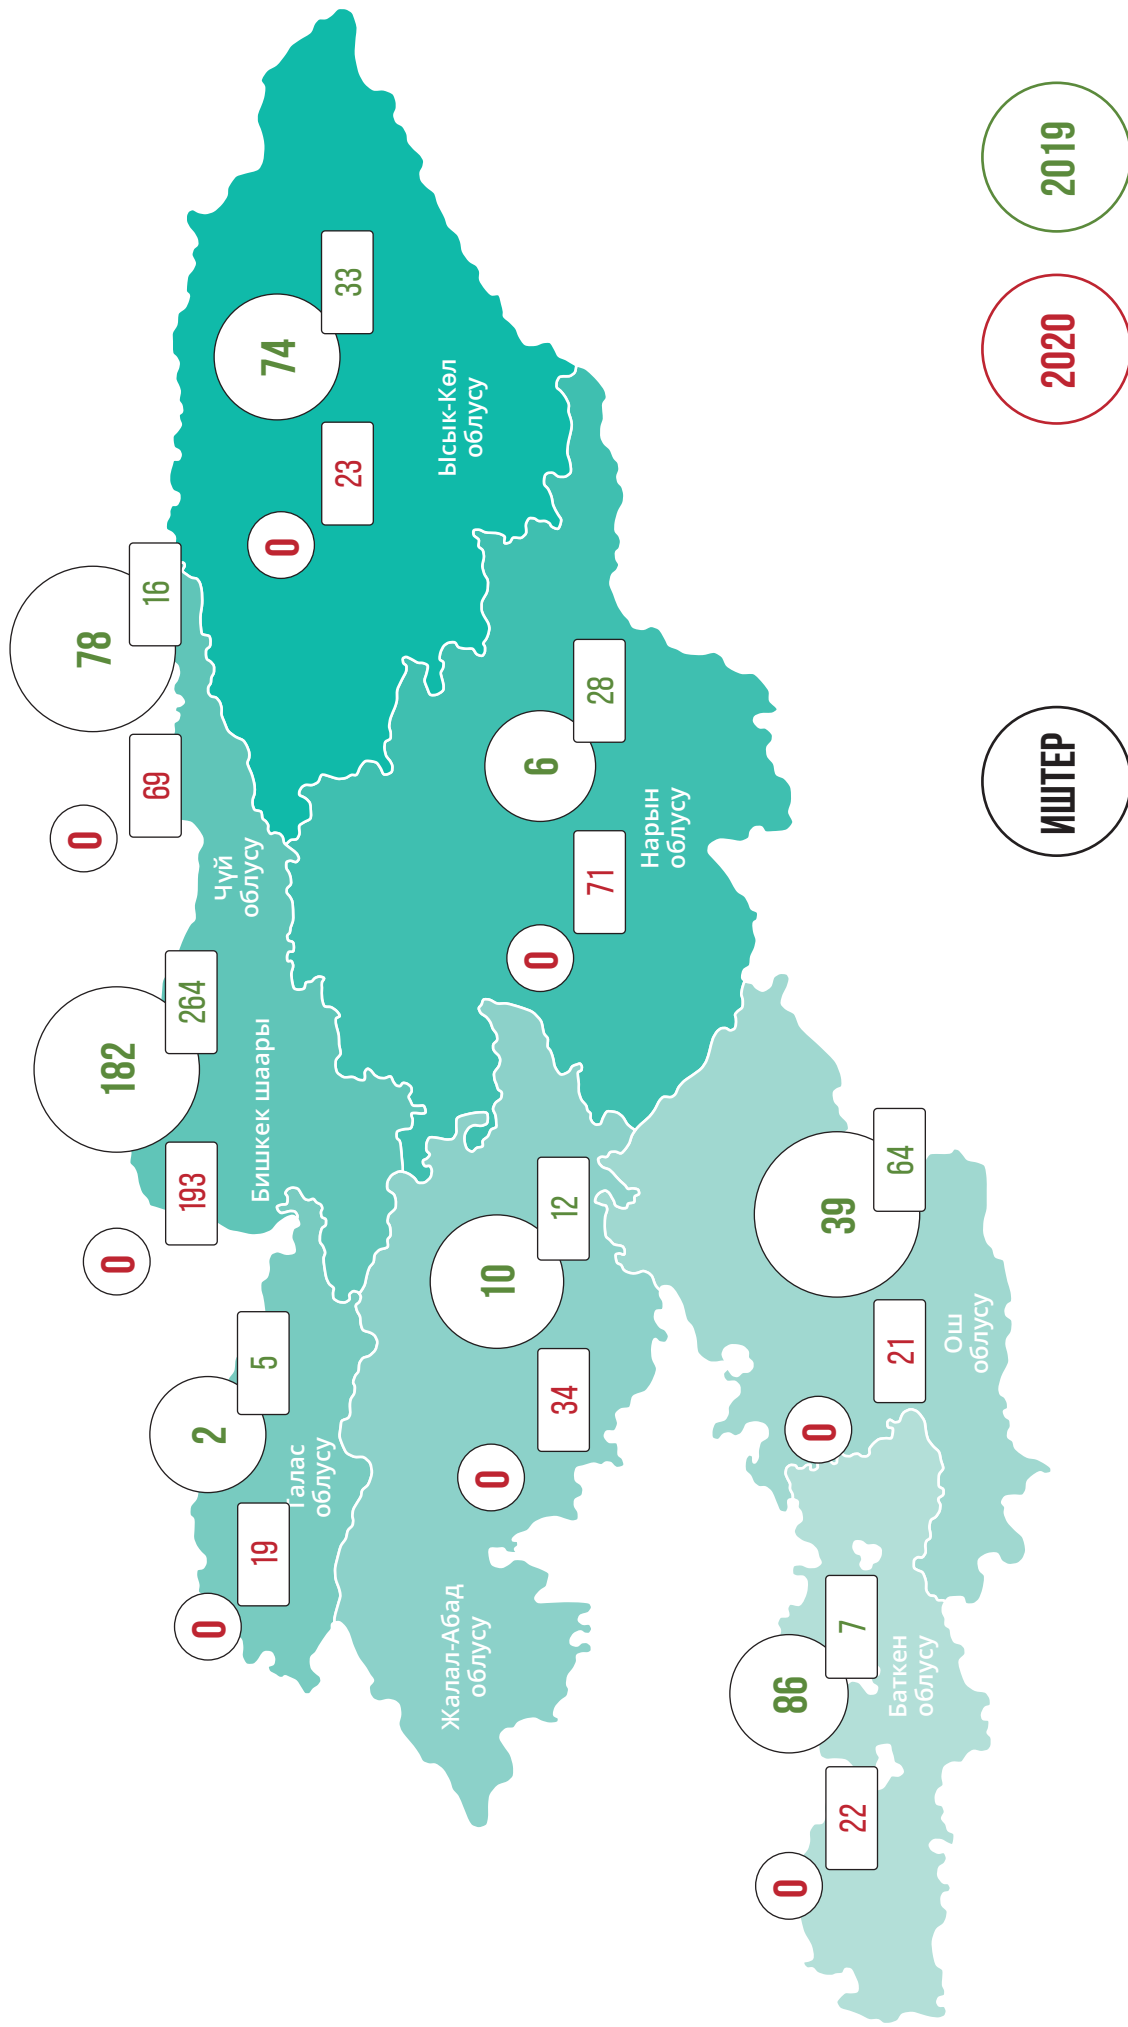 0
19
2
5
Талас
облусу
0
193
182
264
Бишкек шаары
0
69
78
16
Чүй
облусу
0
23
74
33
Ысык-Көл
облусу
0
34
10
12
Жалал-Абад
облусу
0
71
6
28
Нарын
облусу
0
22
86
7
Баткен
облусу
0
21
39
64
Ош
облусу
ИШТЕР
2020
2019